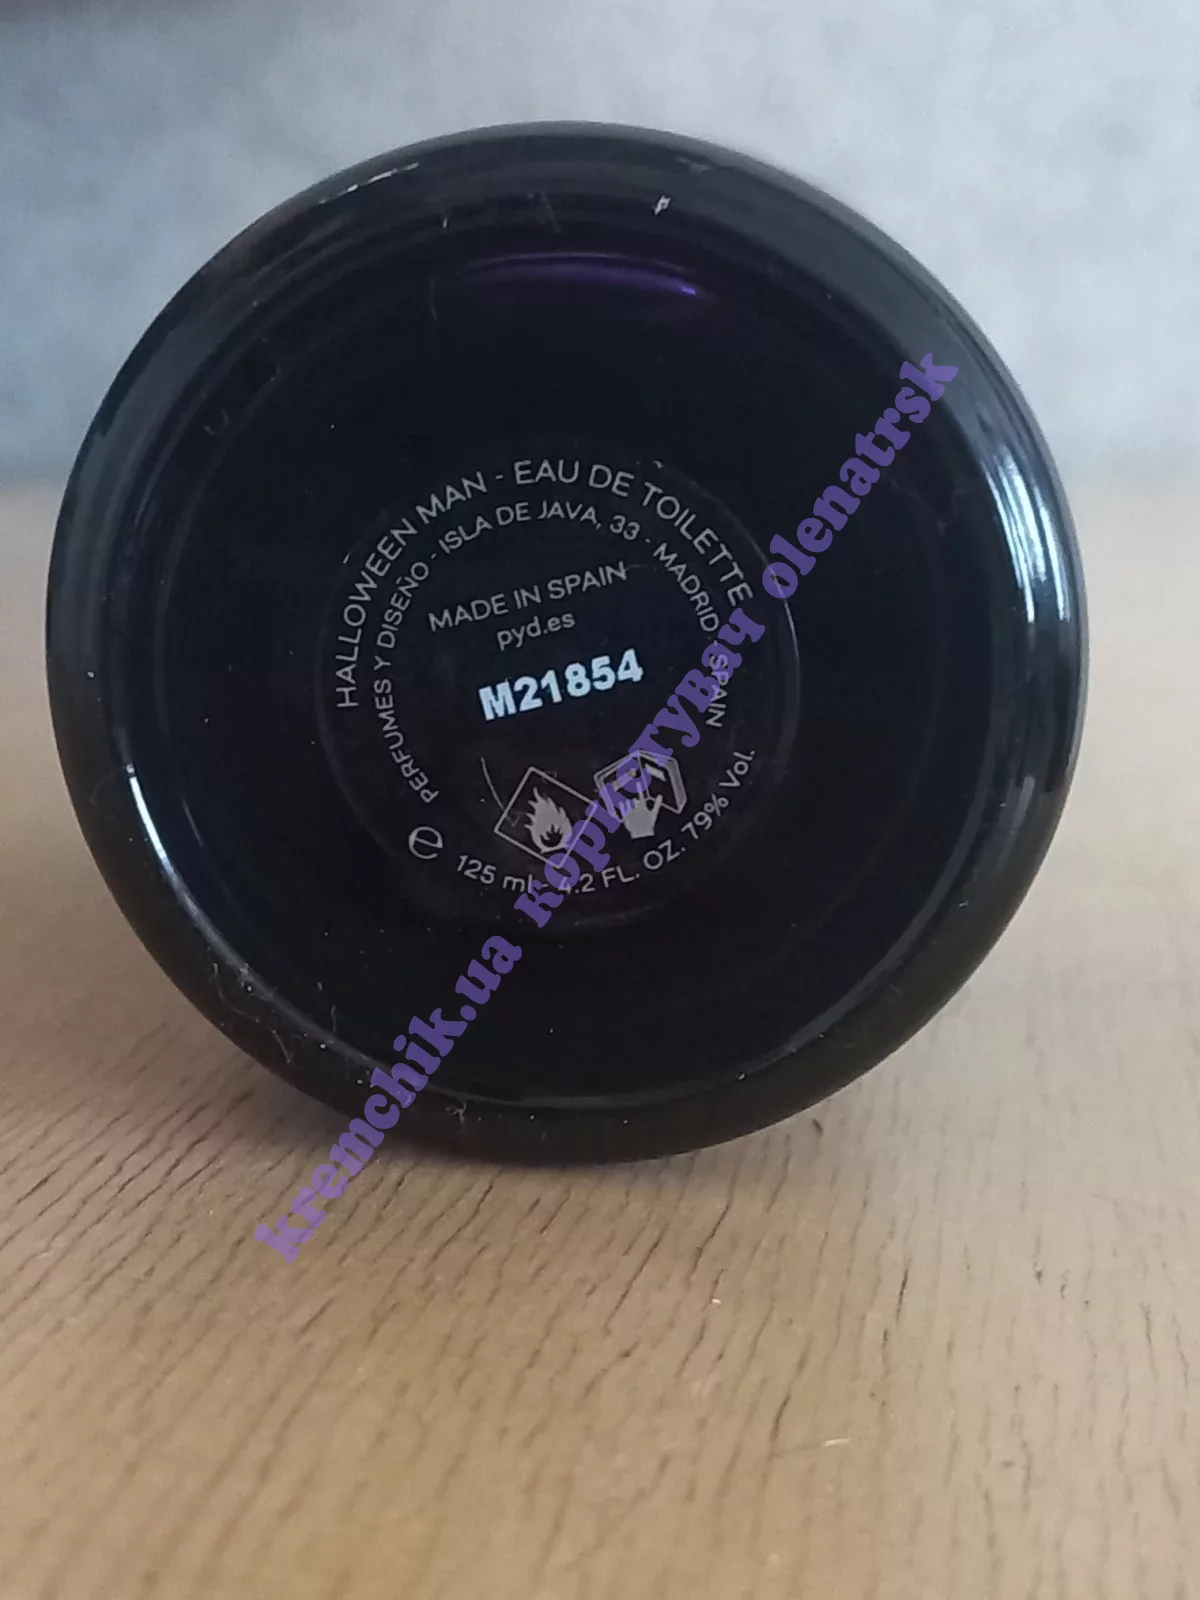 HALLOWEEN MAN - EAU DE TOILETTE
PERFUMES Y DISEÑO - ISLA DE JAVA, 33 - MADRID. SPAIN
MADE IN SPAIN
pyd.es
M21854
e 125 ml - 4.2 FL. OZ. 79% Vol.
kremchik.ua користувач olenatrsk